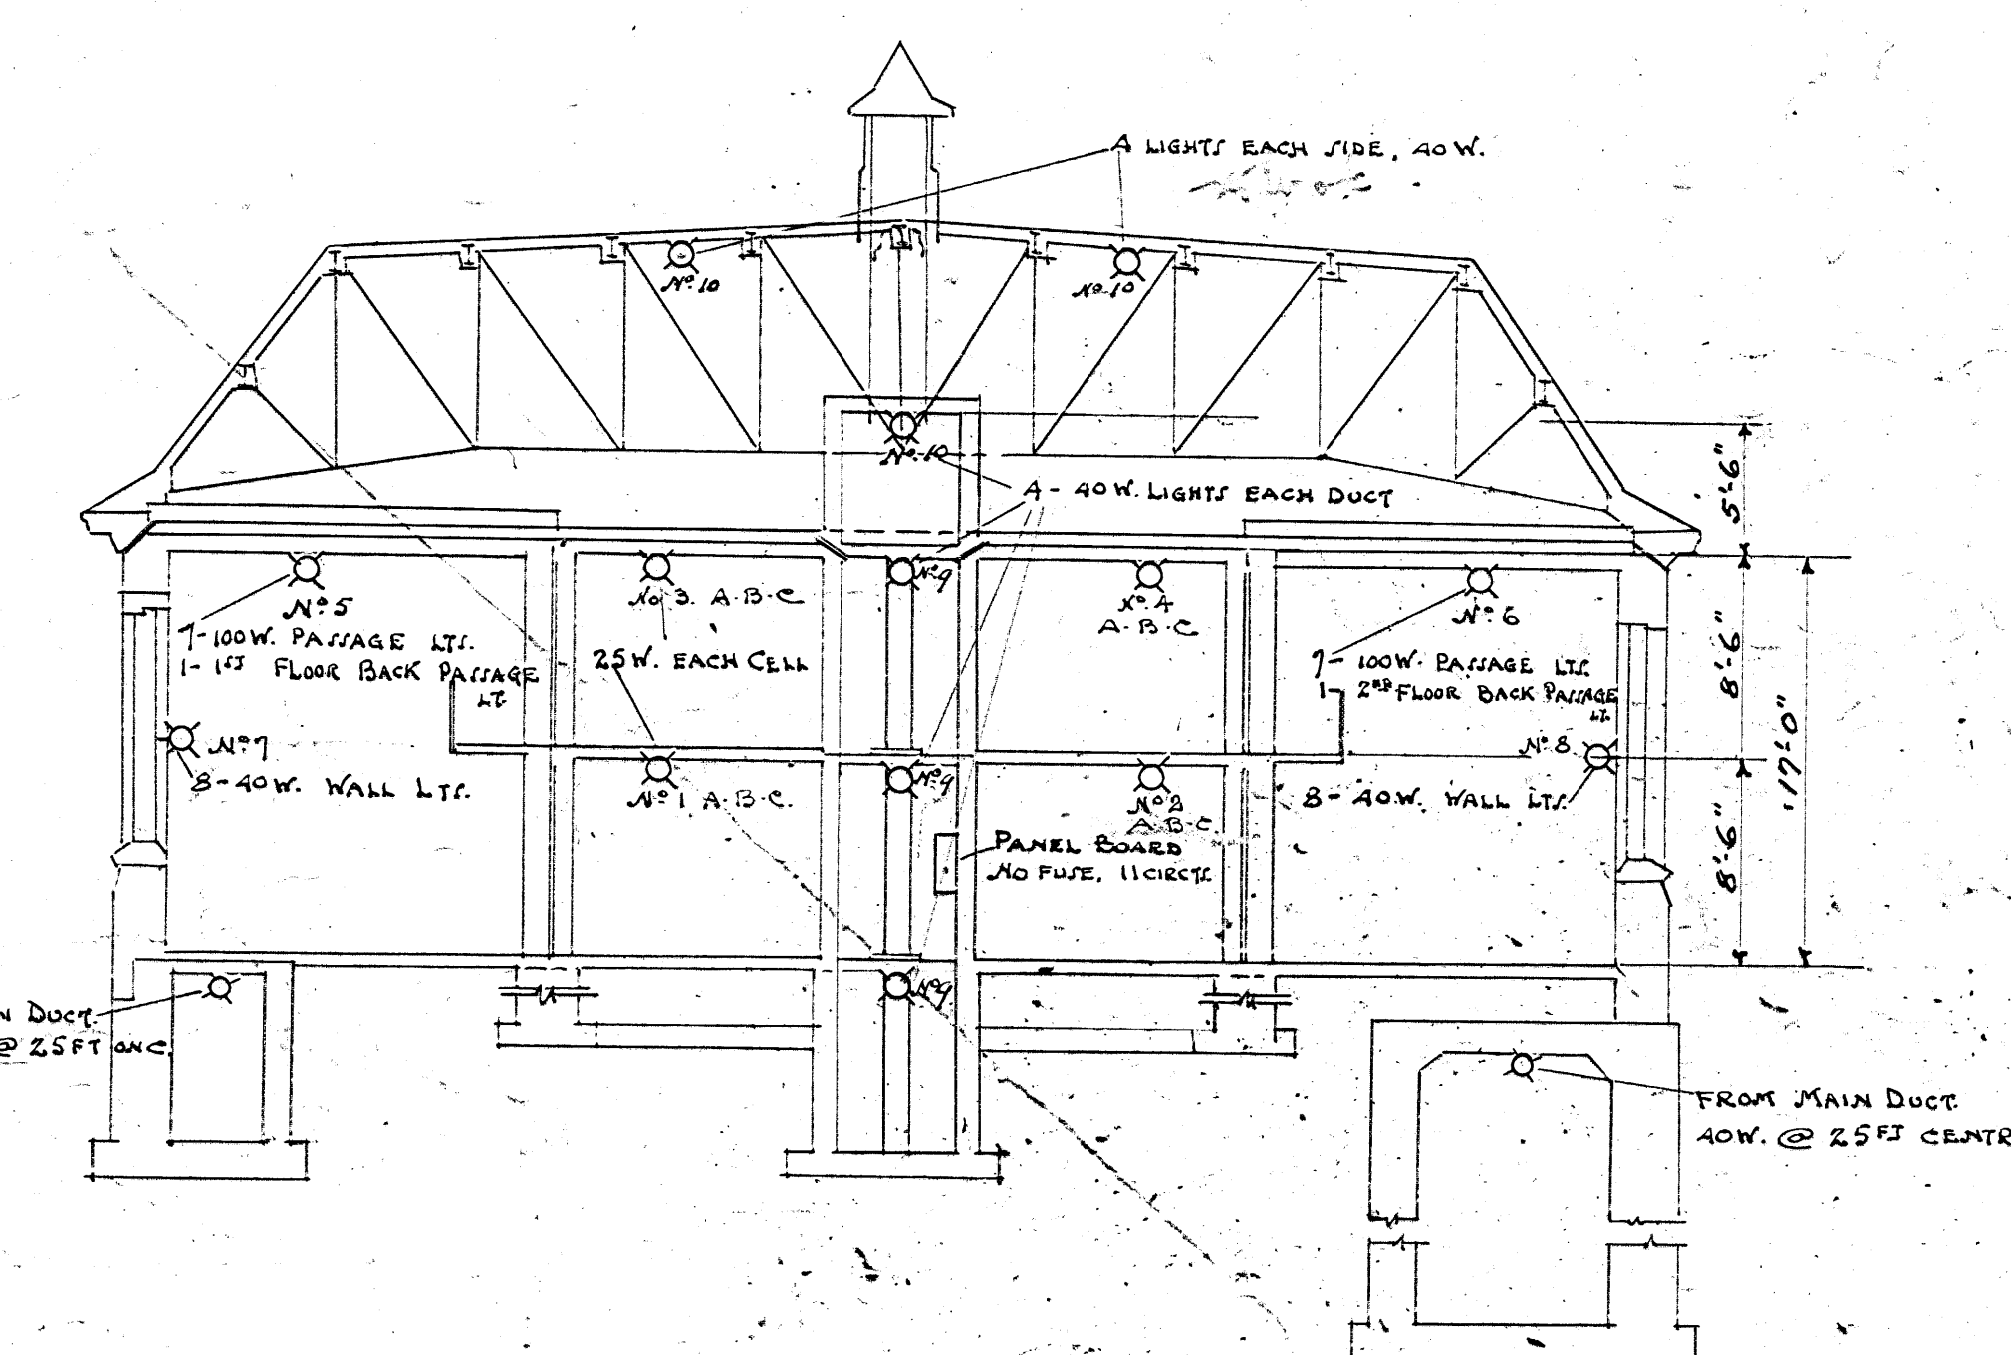 4 LIGHTS EACH SIDE, 40 W.
No. 10
No. 10
No. 10
4 - 40 W. LIGHTS EACH DUCT
5'-6"
No. 5
7-100 W. PASSAGE LTS.
1 - 1ST FLOOR BACK PASSAGE
LT.
No. 3. A-B-C
25 W. EACH CELL
No. 9
No. 4
A-B-C
No. 6
7 - 100 W. PASSAGE LTS.
1 - 2ND FLOOR BACK PASSAGE
LT.
8'-6"
17'-0"
No. 7
8-40 W. WALL LTS.
No. 1 A-B-C.
No. 9
No. 2
A-B-C.
No. 8
8 - 40 W. WALL LTS.
8'-6"
PANEL BOARD
NO FUSE, 11 CIRCTS.
No. 9
N DUCT.
@ 25 FT ON C.
FROM MAIN DUCT.
40 W. @ 25 FT CENTR